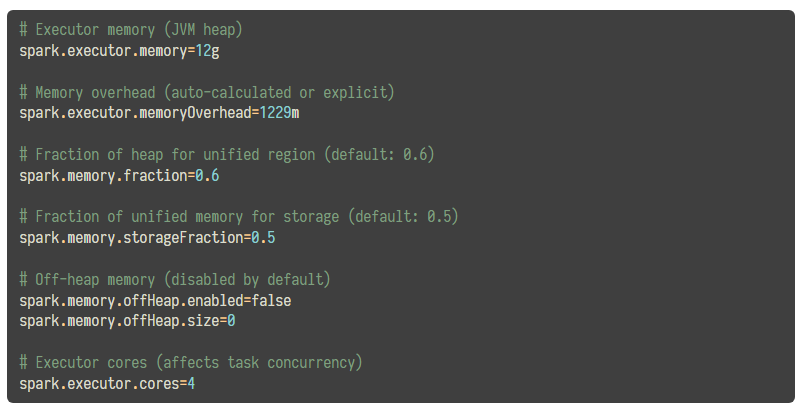 # Executor memory (JVM heap)
spark.executor.memory=12g
# Memory overhead (auto-calculated or explicit)
spark.executor.memoryOverhead=1229m
# Fraction of heap for unified region (default: 0.6)
spark.memory.fraction=0.6
# Fraction of unified memory for storage (default: 0.5)
spark.memory.storageFraction=0.5
# Off-heap memory (disabled by default)
spark.memory.offHeap.enabled=false
spark.memory.offHeap.size=0
# Executor cores (affects task concurrency)
spark.executor.cores=4